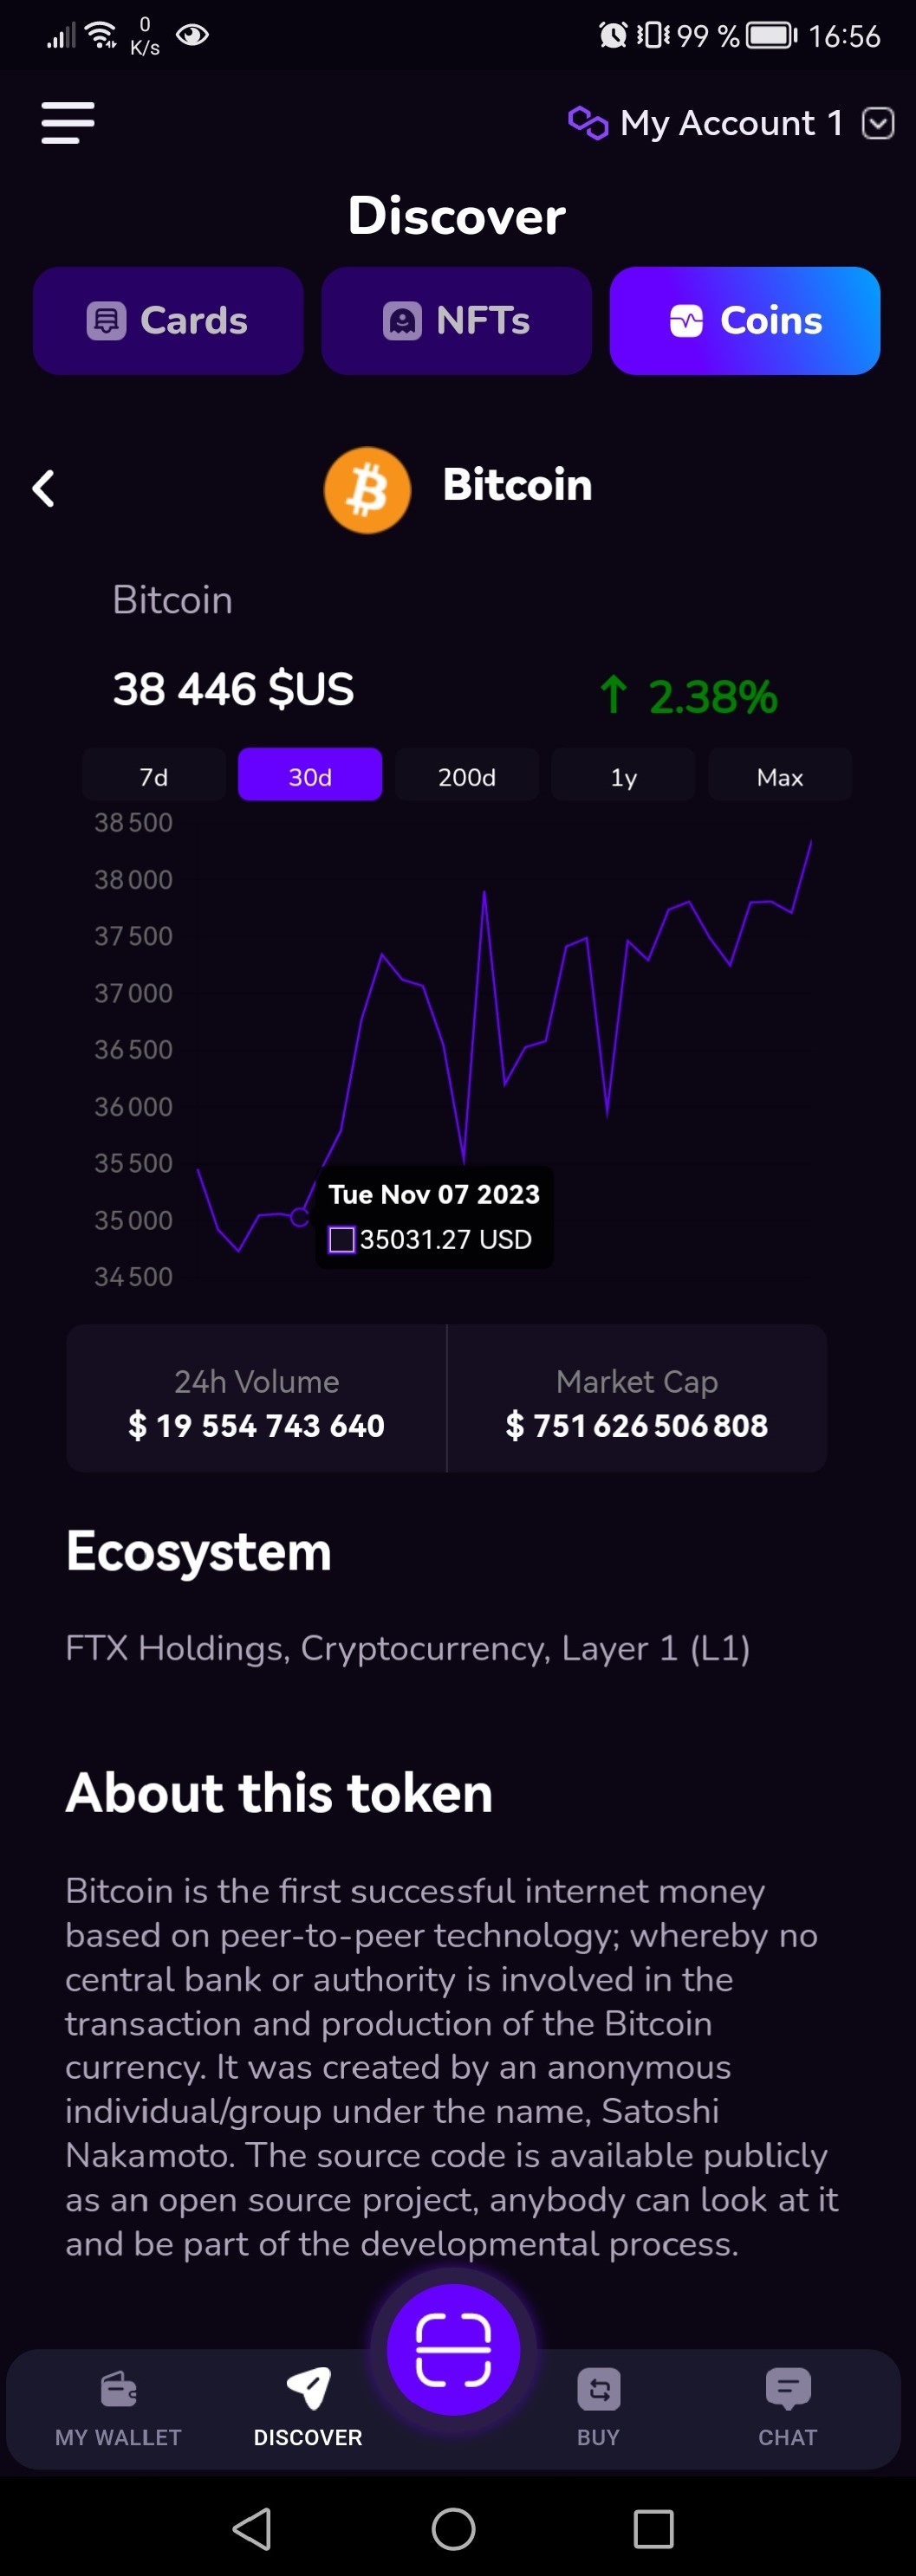 0
K/s
99 %
16:56
My Account 1
Discover
Cards
NFTs
Coins
Bitcoin
Bitcoin
38 446 $US
↑ 2.38%
7d
30d
200d
1y
Max
38 500
38 000
37 500
37 000
36 500
36 000
35 500
35 000
34 500
Tue Nov 07 2023
35031.27 USD
24h Volume
$ 19 554 743 640
Market Cap
$ 751 626 506 808
Ecosystem
FTX Holdings, Cryptocurrency, Layer 1 (L1)
About this token
Bitcoin is the first successful internet money
based on peer-to-peer technology; whereby no
central bank or authority is involved in the
transaction and production of the Bitcoin
currency. It was created by an anonymous
individual/group under the name, Satoshi
Nakamoto. The source code is available publicly
as an open source project, anybody can look at it
and be part of the developmental process.
MY WALLET
DISCOVER
BUY
CHAT